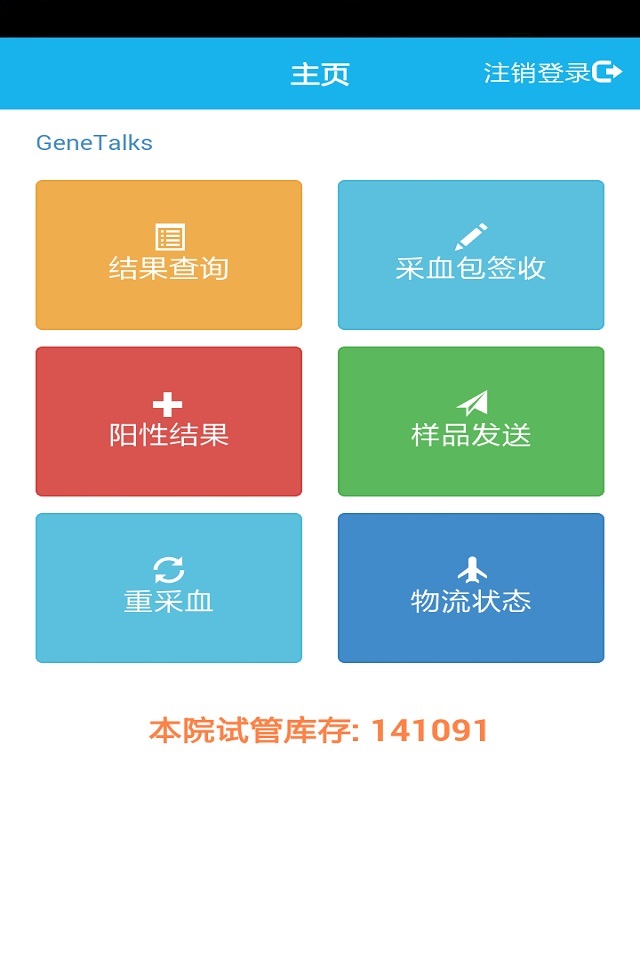 主页
注销登录
GeneTalks
结果查询
采血包签收
阳性结果
样品发送
重采血
物流状态
本院试管库存: 141091